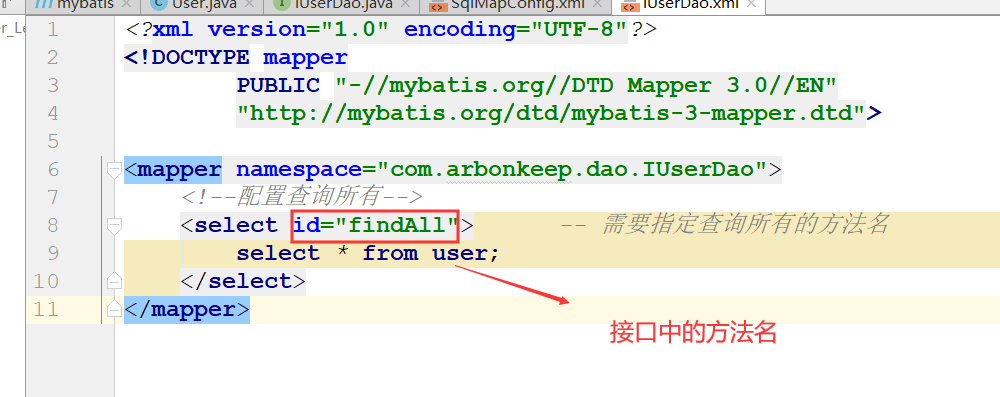 mybatis User.java IUserDao.java SqlMapConfig.xml IUserDao.xml
1 <?xml version="1.0" encoding="UTF-8"?>
2 <!DOCTYPE mapper
3 PUBLIC "-//mybatis.org//DTD Mapper 3.0//EN"
4 "http://mybatis.org/dtd/mybatis-3-mapper.dtd">
5
6 <mapper namespace="com.arbonkeep.dao.IUserDao">
7 <!--配置查询所有-->
8 <select id="findAll"> -- 需要指定查询所有的方法名
9 select * from user;
10 </select>
11 </mapper>
接口中的方法名